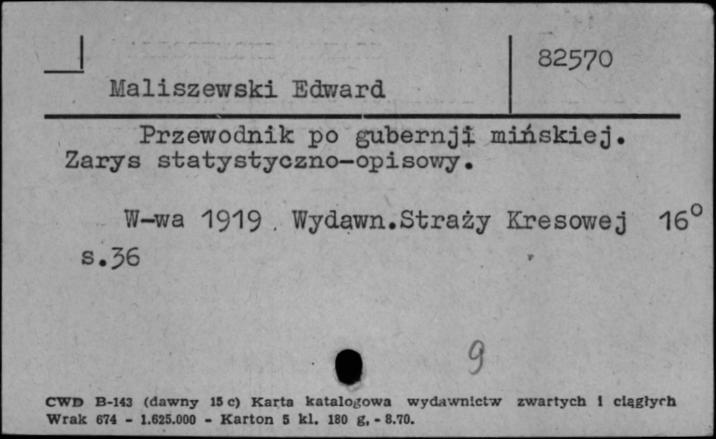 82570
Maliszewski Edward
Przewodnik po gubernji mińskiej.
Zarys statystyczno-opisowy.
W-wa 1919. Wydawn.Straży Kresowej 16°
s.36
9
CWD B-143 (dawny 15 c) Karta katalogowa wydawnictw zwartych i ciągłych
Wrak 674 - 1.625.000 - Karton 5 kl. 180 g, - 8.70.